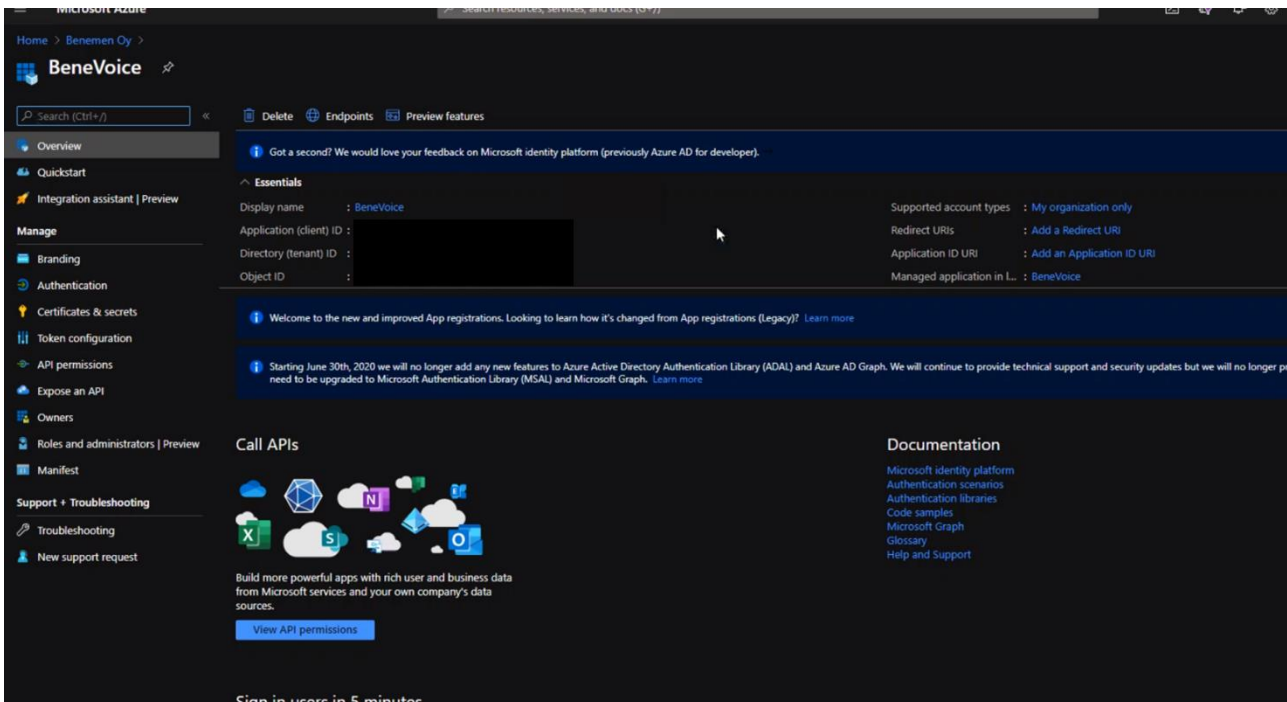 Microsoft Azure
Search resources, services, and docs (G+/)
Home > Benemen Oy >
BeneVoice
Search (Ctrl+/)
«
Overview
Quickstart
Integration assistant | Preview
Manage
Branding
Authentication
Certificates & secrets
Token configuration
API permissions
Expose an API
Owners
Roles and administrators | Preview
Manifest
Support + Troubleshooting
Troubleshooting
New support request
Delete Endpoints Preview features
Got a second? We would love your feedback on Microsoft identity platform (previously Azure AD for developer).
Essentials
Display name : BeneVoice
Application (client) ID :
Directory (tenant) ID :
Object ID :
Supported account types : My organization only
Redirect URIs : Add a Redirect URI
Application ID URI : Add an Application ID URI
Managed application in l... : BeneVoice
Welcome to the new and improved App registrations. Looking to learn how it's changed from App registrations (Legacy)? Learn more
Starting June 30th, 2020 we will no longer add any new features to Azure Active Directory Authentication Library (ADAL) and Azure AD Graph. We will continue to provide technical support and security updates but we will no longer
need to be upgraded to Microsoft Authentication Library (MSAL) and Microsoft Graph. Learn more
Call APIs
N
X
S
O
Build more powerful apps with rich user and business data
from Microsoft services and your own company's data
sources.
View API permissions
Documentation
Microsoft identity platform
Authentication scenarios
Authentication libraries
Code samples
Microsoft Graph
Glossary
Help and Support
Sign in users in 5 minutes